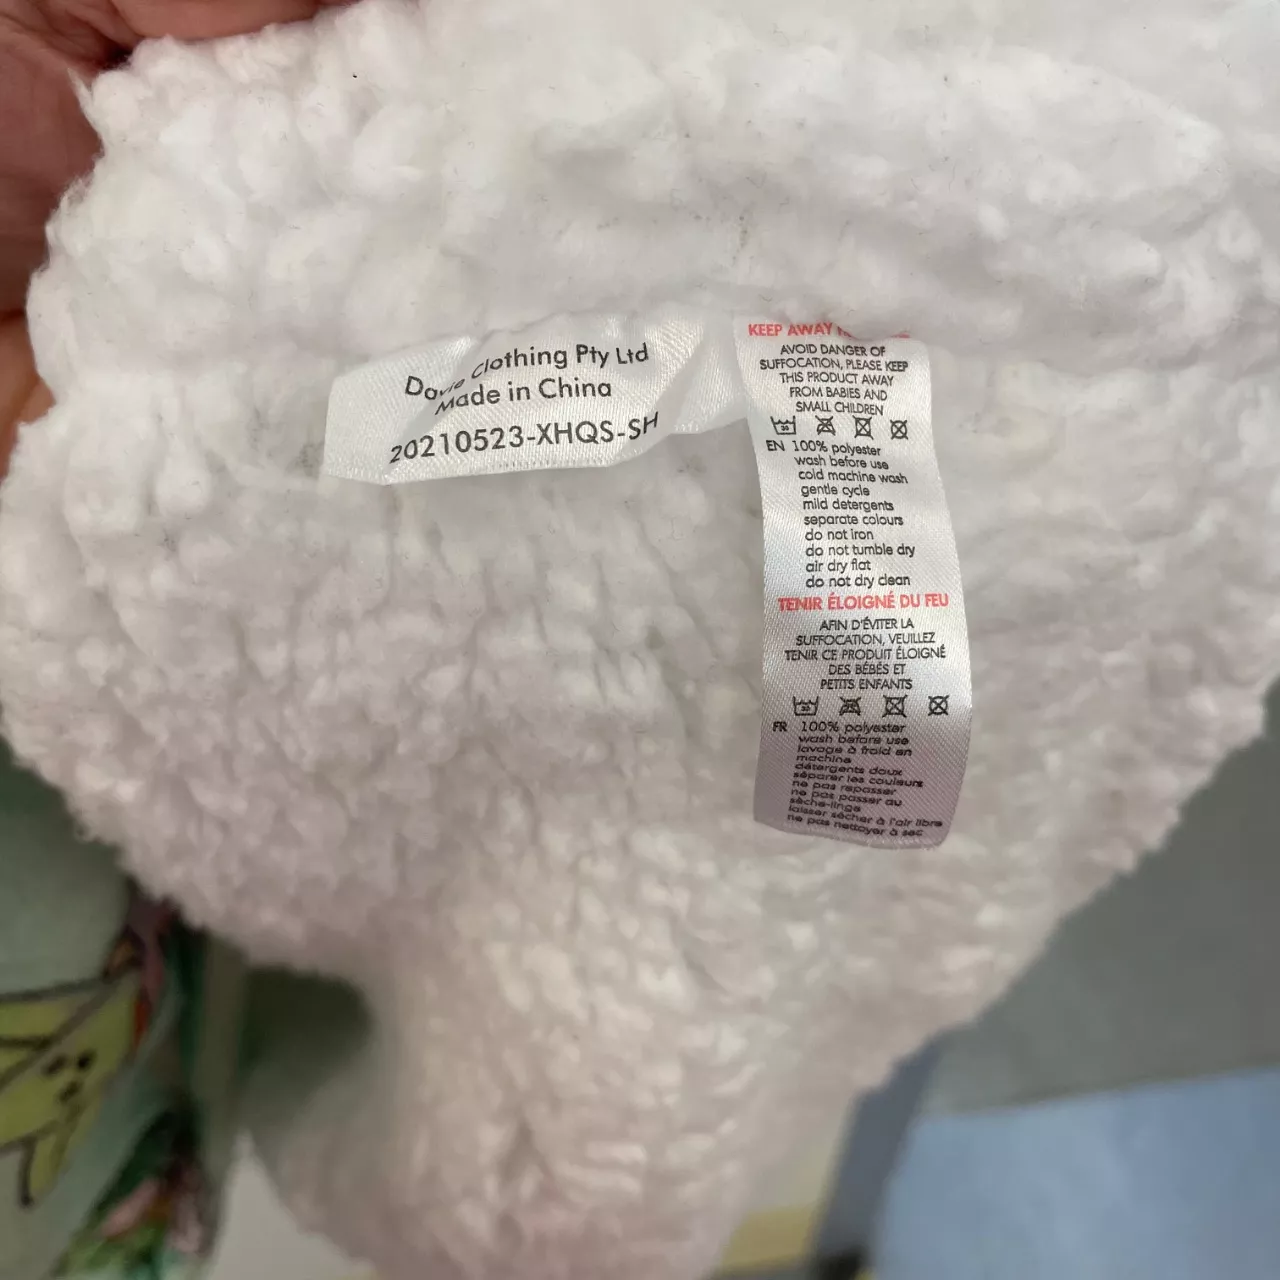 Clothing Pty Ltd
Made in China
20210523-XHQS-SH
KEEP AWAY
AVOID DANGER OF
SUFFOCATION, PLEASE KEEP
THIS PRODUCT AWAY
FROM BABIES AND
SMALL CHILDREN
30
EN 100% polyester
wash before use
cold machine wash
gentle cycle
mild detergents
separate colours
do not iron
do not tumble dry
air dry flat
do not dry clean
TENIR ÉLOIGNÉ DU FEU
AFIN D'ÉVITER LA
SUFFOCATION, VEUILLEZ
TENIR CE PRODUIT ÉLOIGNÉ
DES BÉBÉS ET
PETITS ENFANTS
30
FR 100% polyester
wash before use
lavage à froid en
machine
détergents doux
séparer les couleurs
ne pas repasser
ne pas passer au
sèche-linge
laisser sécher à l'air libre
ne pas nettoyer à sec